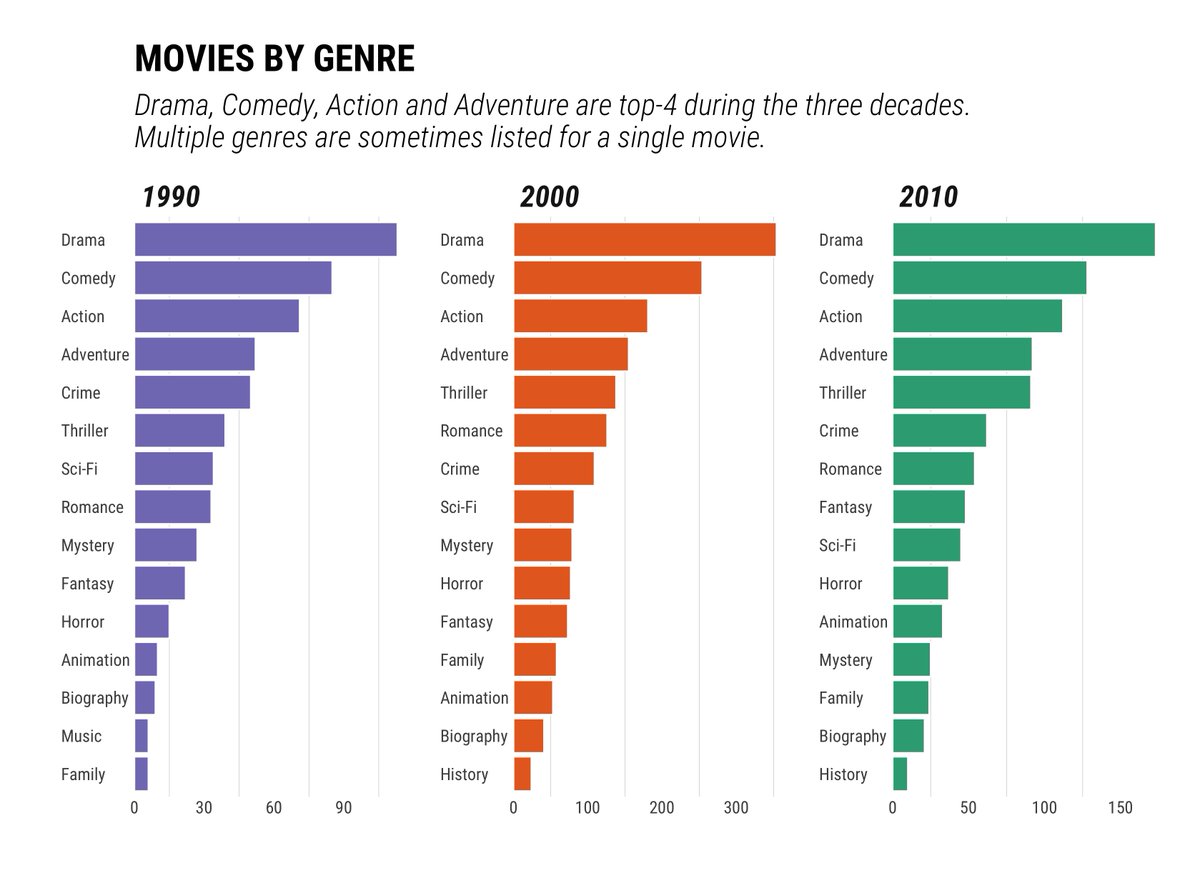 MOVIES BY GENRE
Drama, Comedy, Action and Adventure are top-4 during the three decades.
Multiple genres are sometimes listed for a single movie.
1990
Drama
Comedy
Action
Adventure
Crime
Thriller
Sci-Fi
Romance
Mystery
Fantasy
Horror
Animation
Biography
Music
Family
0 30 60 90
2000
Drama
Comedy
Action
Adventure
Thriller
Romance
Crime
Sci-Fi
Mystery
Horror
Fantasy
Family
Animation
Biography
History
0 100 200 300
2010
Drama
Comedy
Action
Adventure
Thriller
Crime
Romance
Fantasy
Sci-Fi
Horror
Animation
Mystery
Family
Biography
History
0 50 100 150